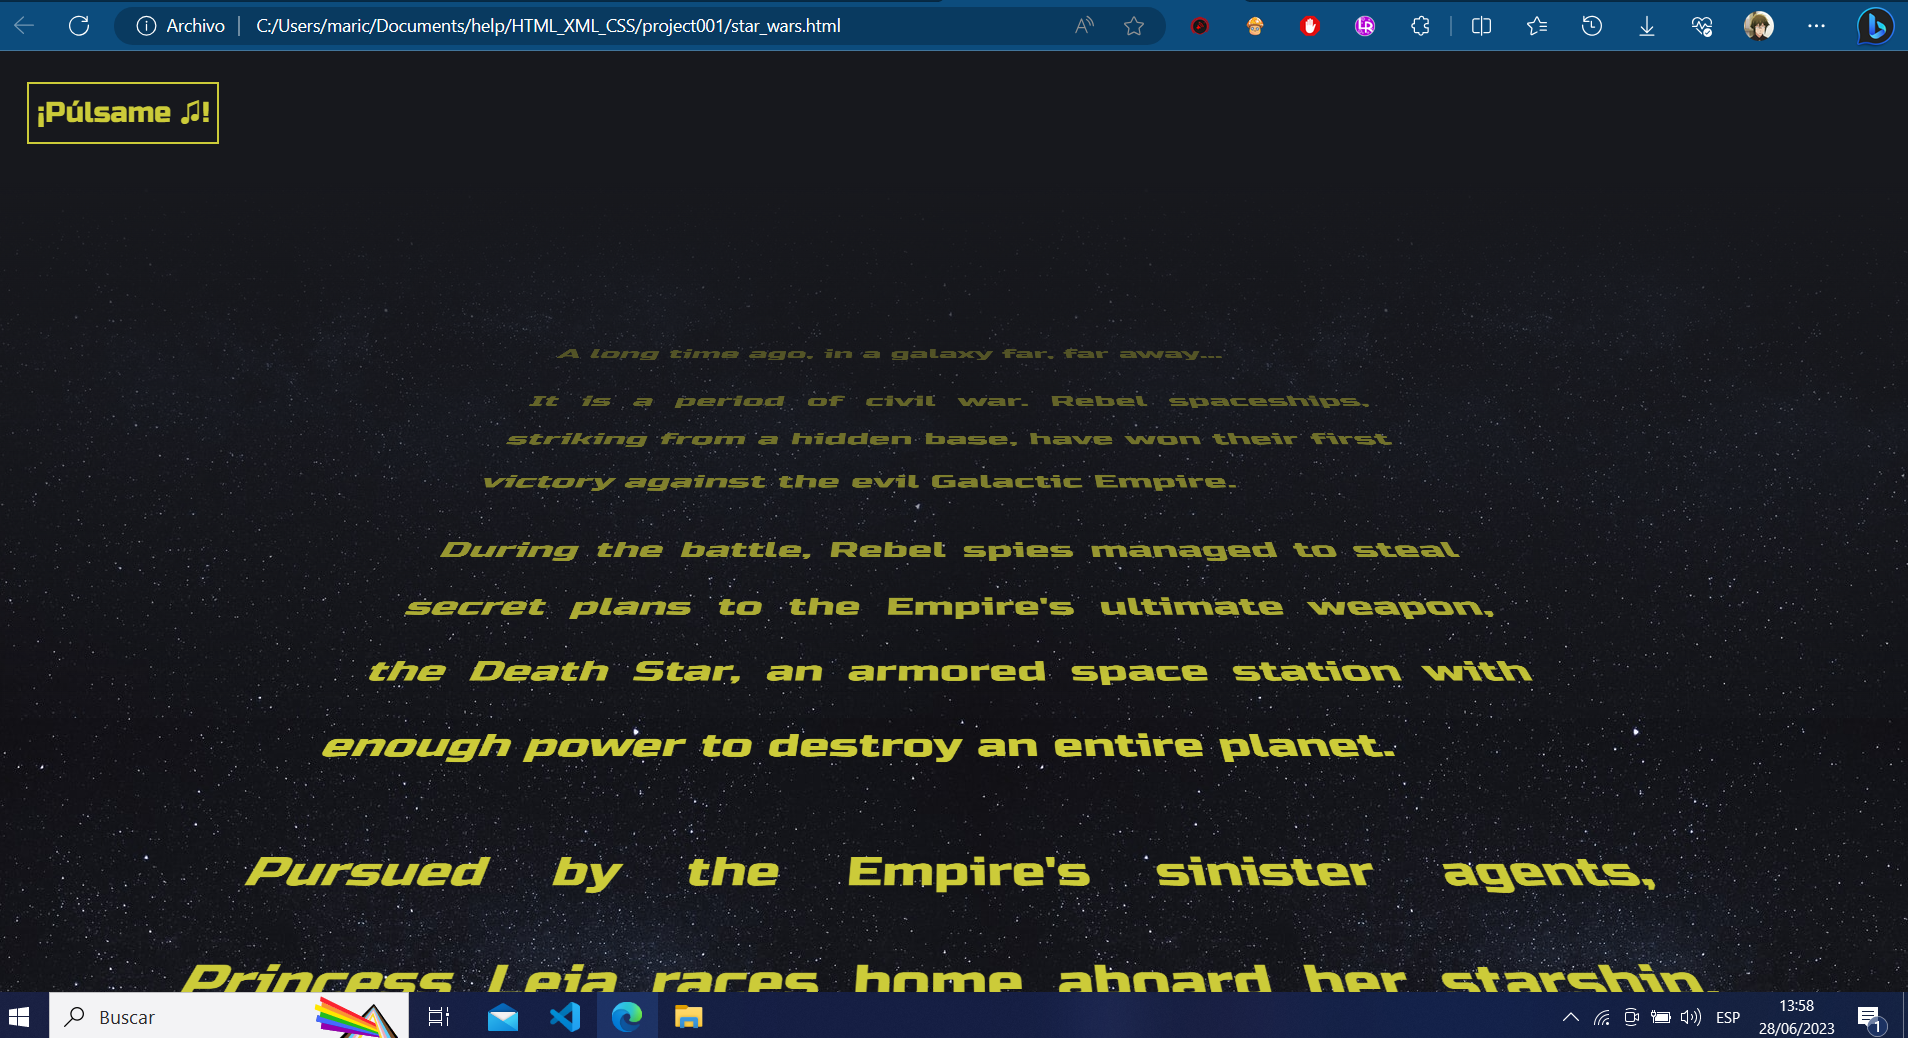 Archivo
C:/Users/maric/Documents/help/HTML_XML_CSS/project001/star_wars.html
¡Púlsame ♫!
A long time ago, in a galaxy far, far away...
It is a period of civil war. Rebel spaceships,
striking from a hidden base, have won their first
victory against the evil Galactic Empire.
During the battle, Rebel spies managed to steal
secret plans to the Empire's ultimate weapon,
the Death Star, an armored space station with
enough power to destroy an entire planet.
Pursued by the Empire's sinister agents,
Princess Leia races home aboard her starship,
Buscar
ESP
13:58
28/06/2023
1